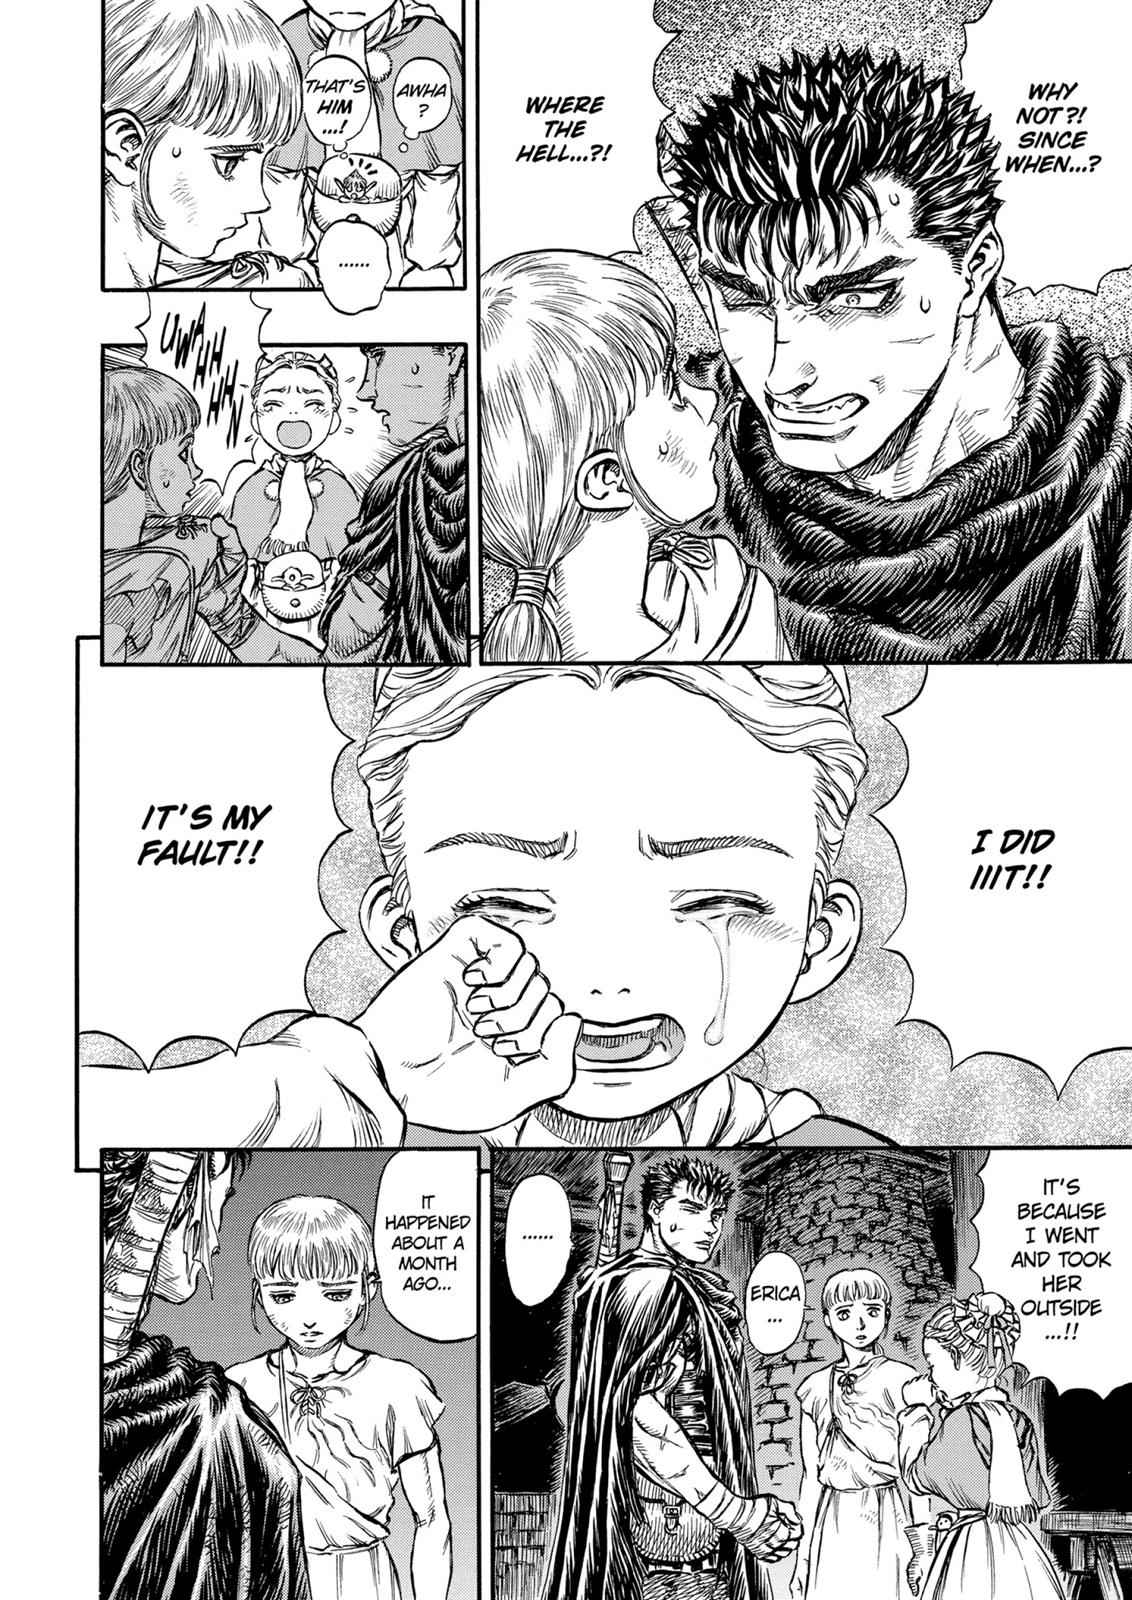 WHY
NOT?!
SINCE
WHEN...?
WHERE
THE
HELL...?!
AWHA
?
THAT'S
HIM
...!
......
UWAHHHHN
I DID
IIIT!!
IT'S MY
FAULT!!
IT'S
BECAUSE
I WENT
AND TOOK
HER
OUTSIDE
...!!
ERICA
...
......
IT
HAPPENED
ABOUT A
MONTH
AGO...